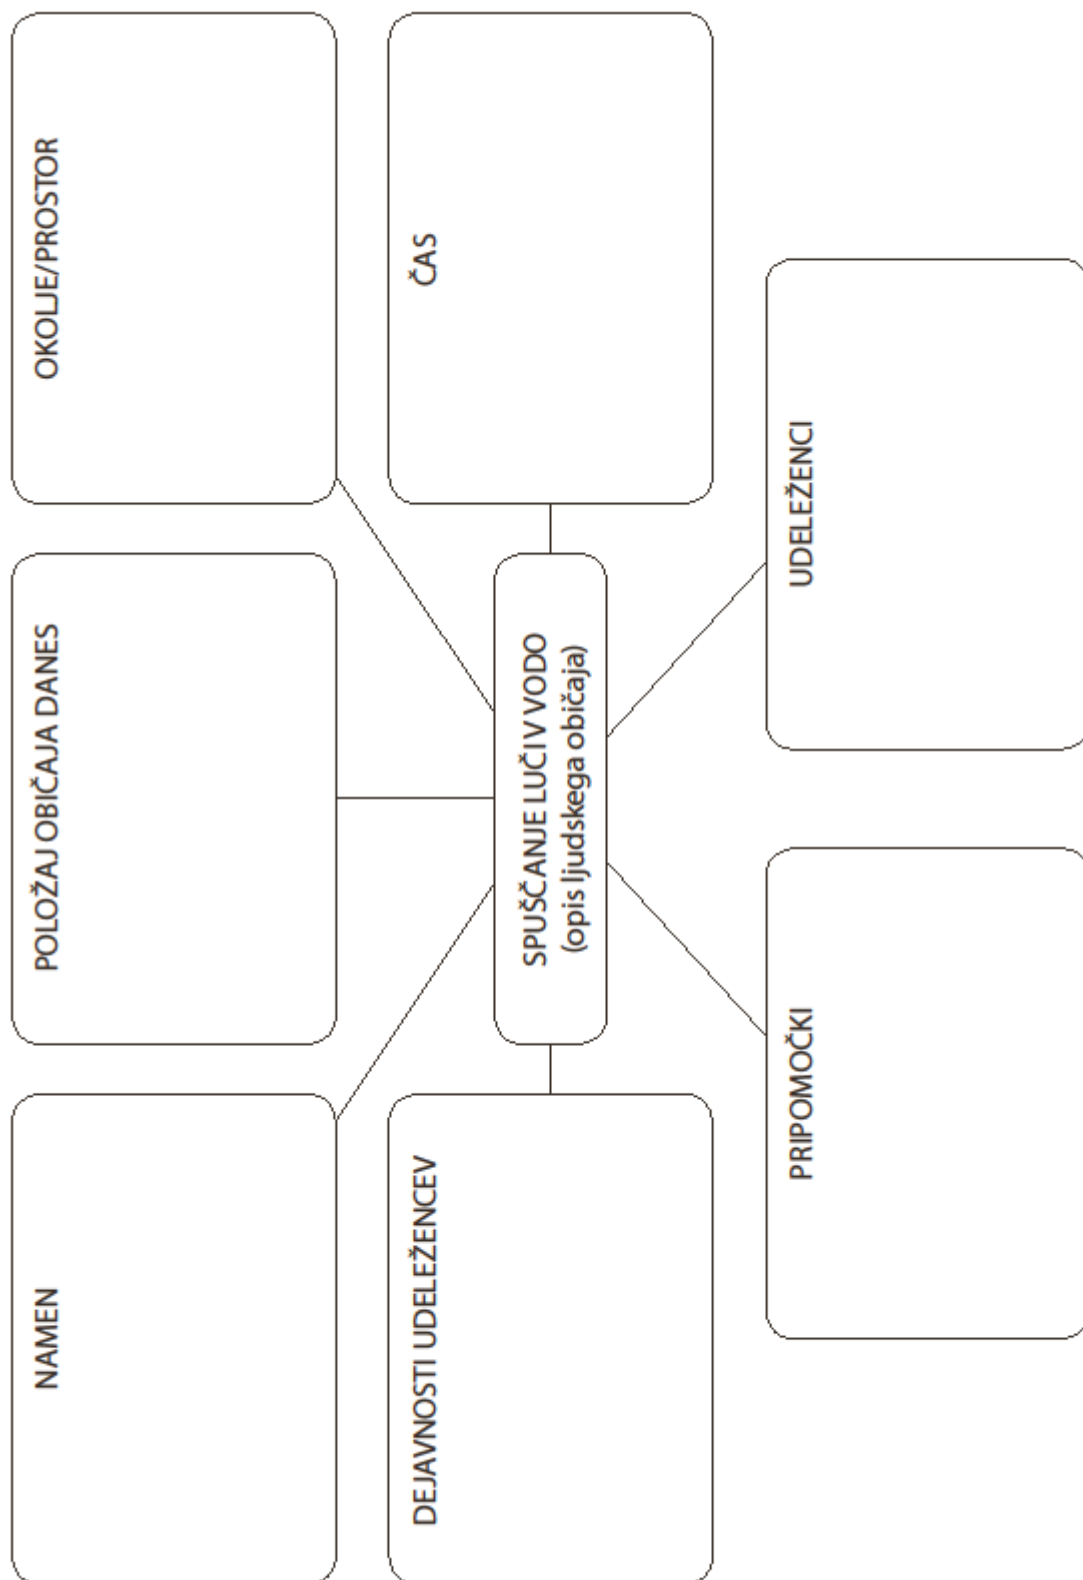 NAMEN
POLOŽAJ OBIČAJA DANES
OKOLJE/PROSTOR
DEJAVNOSTI UDELEŽENCEV
SPUŠČANJE LUČI V VODO
(opis ljudskega običaja)
ČAS
PRIPOMOČKI
UDELEŽENCI